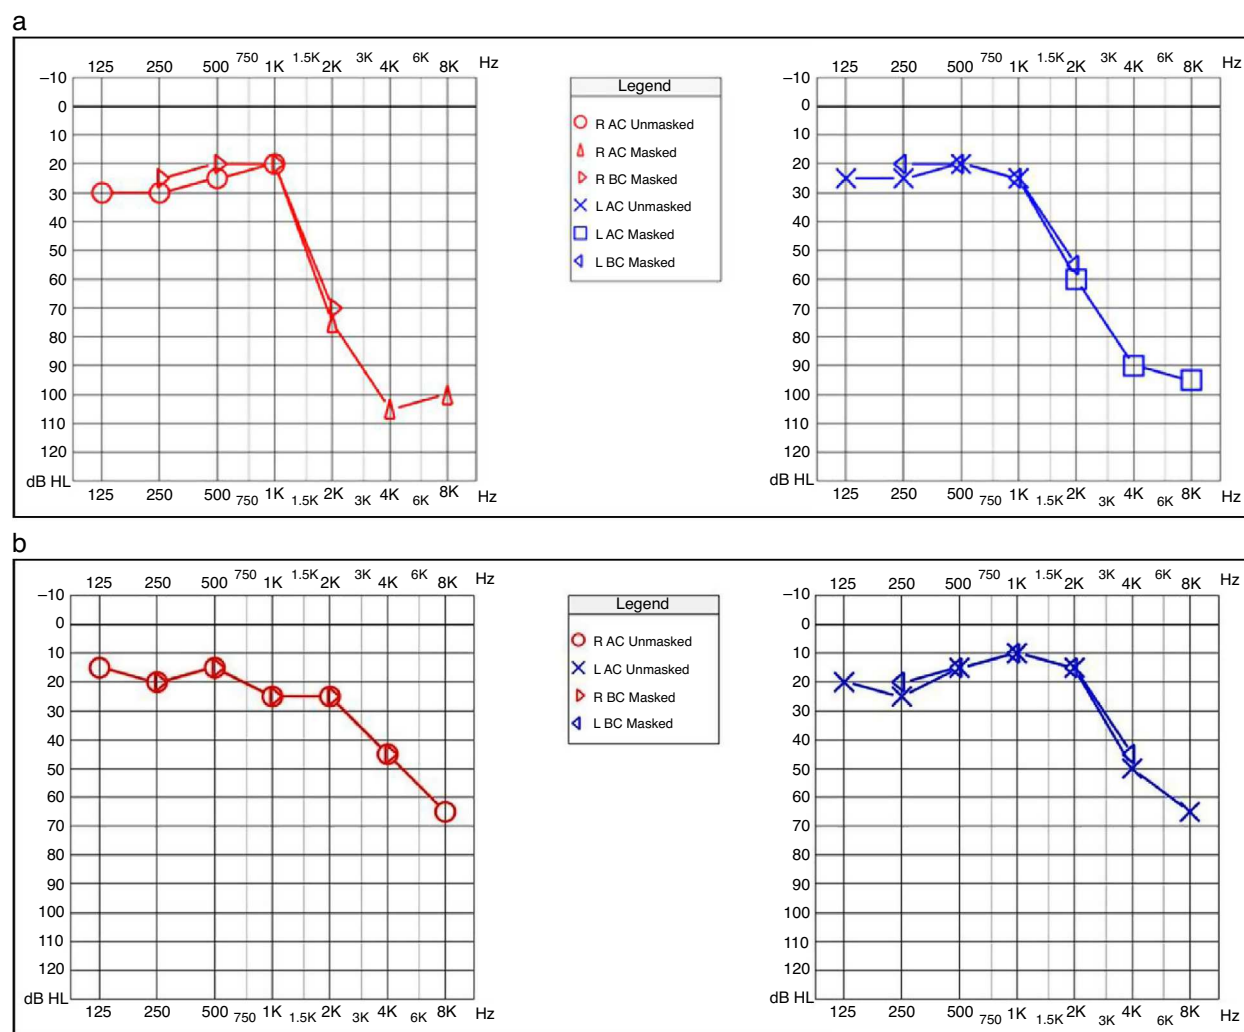 a
125 250 500 750 1K 1.5K 2K 3K 4K 6K 8K Hz
–10
0
10
20
30
40
50
60
70
80
90
100
110
120
dB HL
125 250 500 750 1K 1.5K 2K 3K 4K 6K 8K Hz
Legend
R AC Unmasked
R AC Masked
R BC Masked
L AC Unmasked
L AC Masked
L BC Masked
125 250 500 750 1K 1.5K 2K 3K 4K 6K 8K Hz
–10
0
10
20
30
40
50
60
70
80
90
100
110
120
dB HL
125 250 500 750 1K 1.5K 2K 3K 4K 6K 8K Hz
b
125 250 500 750 1K 1.5K 2K 3K 4K 6K 8K Hz
–10
0
10
20
30
40
50
60
70
80
90
100
110
120
dB HL
125 250 500 750 1K 1.5K 2K 3K 4K 6K 8K Hz
Legend
R AC Unmasked
L AC Unmasked
R BC Masked
L BC Masked
125 250 500 750 1K 1.5K 2K 3K 4K 6K 8K Hz
–10
0
10
20
30
40
50
60
70
80
90
100
110
120
dB HL
125 250 500 750 1K 1.5K 2K 3K 4K 6K 8K Hz